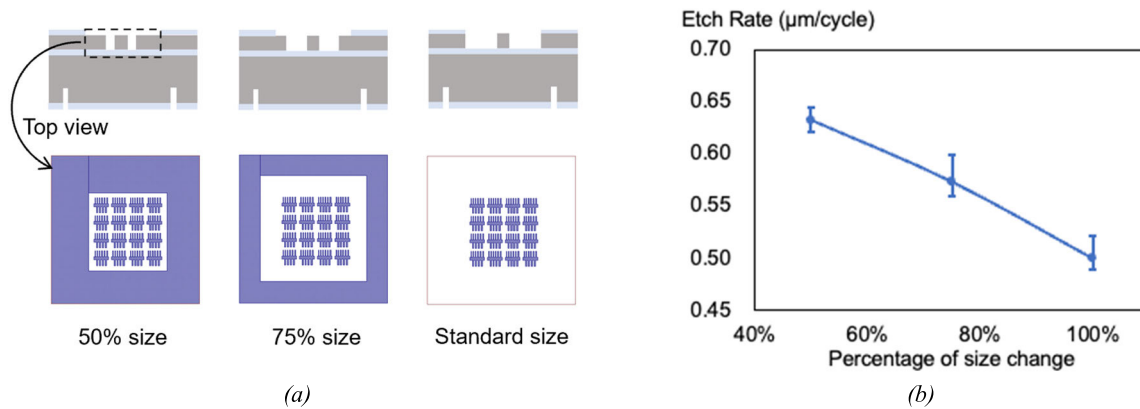 Top view
50% size
75% size
Standard size
(a)
Etch Rate (μm/cycle)
0.70
0.65
0.60
0.55
0.50
0.45
40%
60%
80%
100%
Percentage of size change
(b)